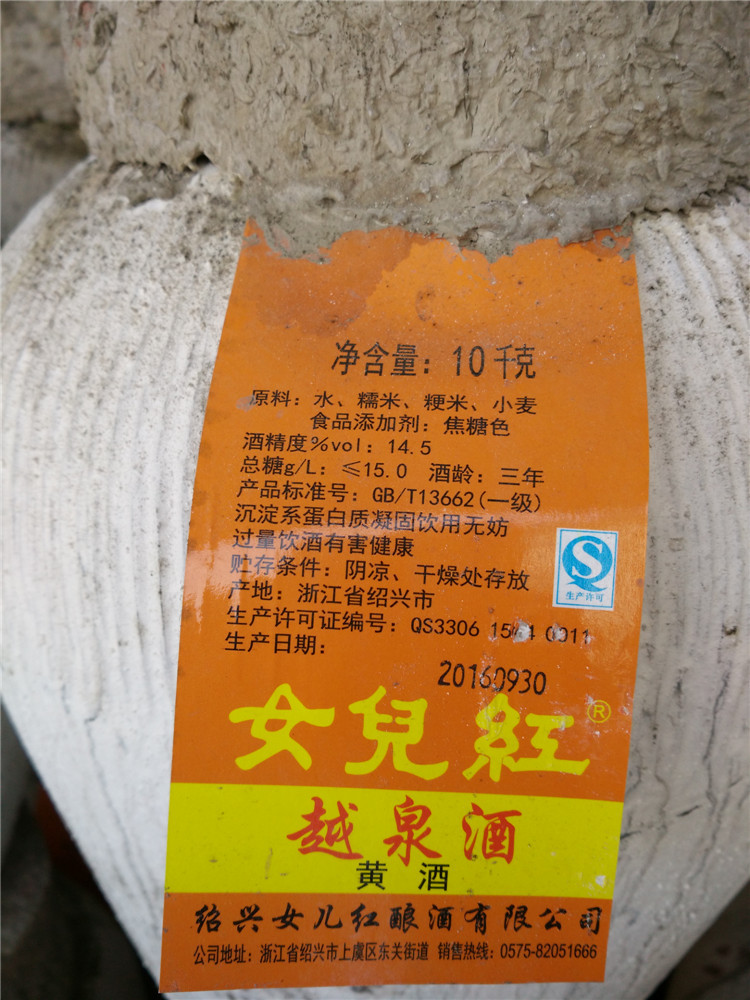 净含量：10千克
原料：水、糯米、粳米、小麦
食品添加剂：焦糖色
酒精度%vol：14.5
总糖g/L：≤15.0 酒龄：三年
产品标准号：GB/T13662(一级)
沉淀系蛋白质凝固饮用无妨
过量饮酒有害健康
贮存条件：阴凉、干燥处存放
产地：浙江省绍兴市
生产许可
生产许可证编号：QS3306 0011
生产日期：
20160930
女兒紅®
越泉酒
黄酒
绍兴女儿红酿酒有限公司
公司地址：浙江省绍兴市上虞区东关街道 销售热线：0575-82051666